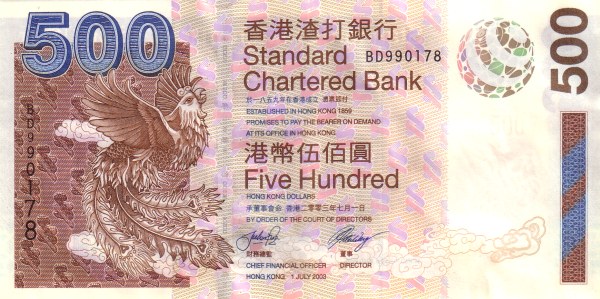 500
香港渣打銀行
Standard
Chartered Bank
BD990178
500
於一八五九年在香港成立 憑票即付
ESTABLISHED IN HONG KONG 1859
PROMISES TO PAY THE BEARER ON DEMAND
AT ITS OFFICE IN HONG KONG
BD990178
港幣伍佰圓
Five Hundred
HONG KONG DOLLARS
承董事會命 香港二零零三年七月一日
BY ORDER OF THE COURT OF DIRECTORS
財務總監 董事
CHIEF FINANCIAL OFFICER DIRECTOR
HONG KONG · 1 JULY 2003